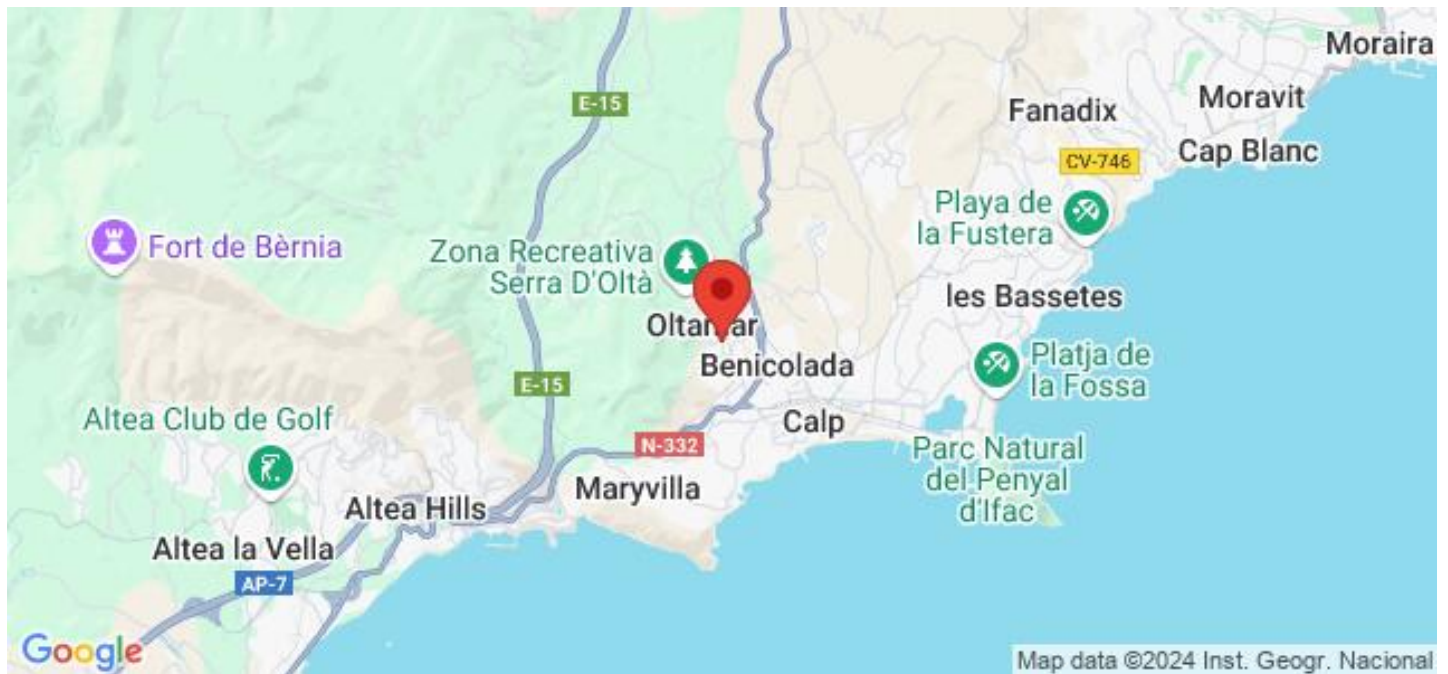 Moraira
Moravit
Fanadix
E-15
Cap Blanc
CV-746
Playa de
la Fustera
Fort de Bèrnia
Zona Recreativa
Serra D'Oltà
les Bassetes
Benicolada
Platja de
la Fossa
E-15
Altea Club de Golf
Calp
N-332
Parc Natural
del Penyal
d'Ifac
Maryvilla
Altea Hills
Altea la Vella
AP-7
Google
Map data ©2024 Inst. Geogr. Nacional